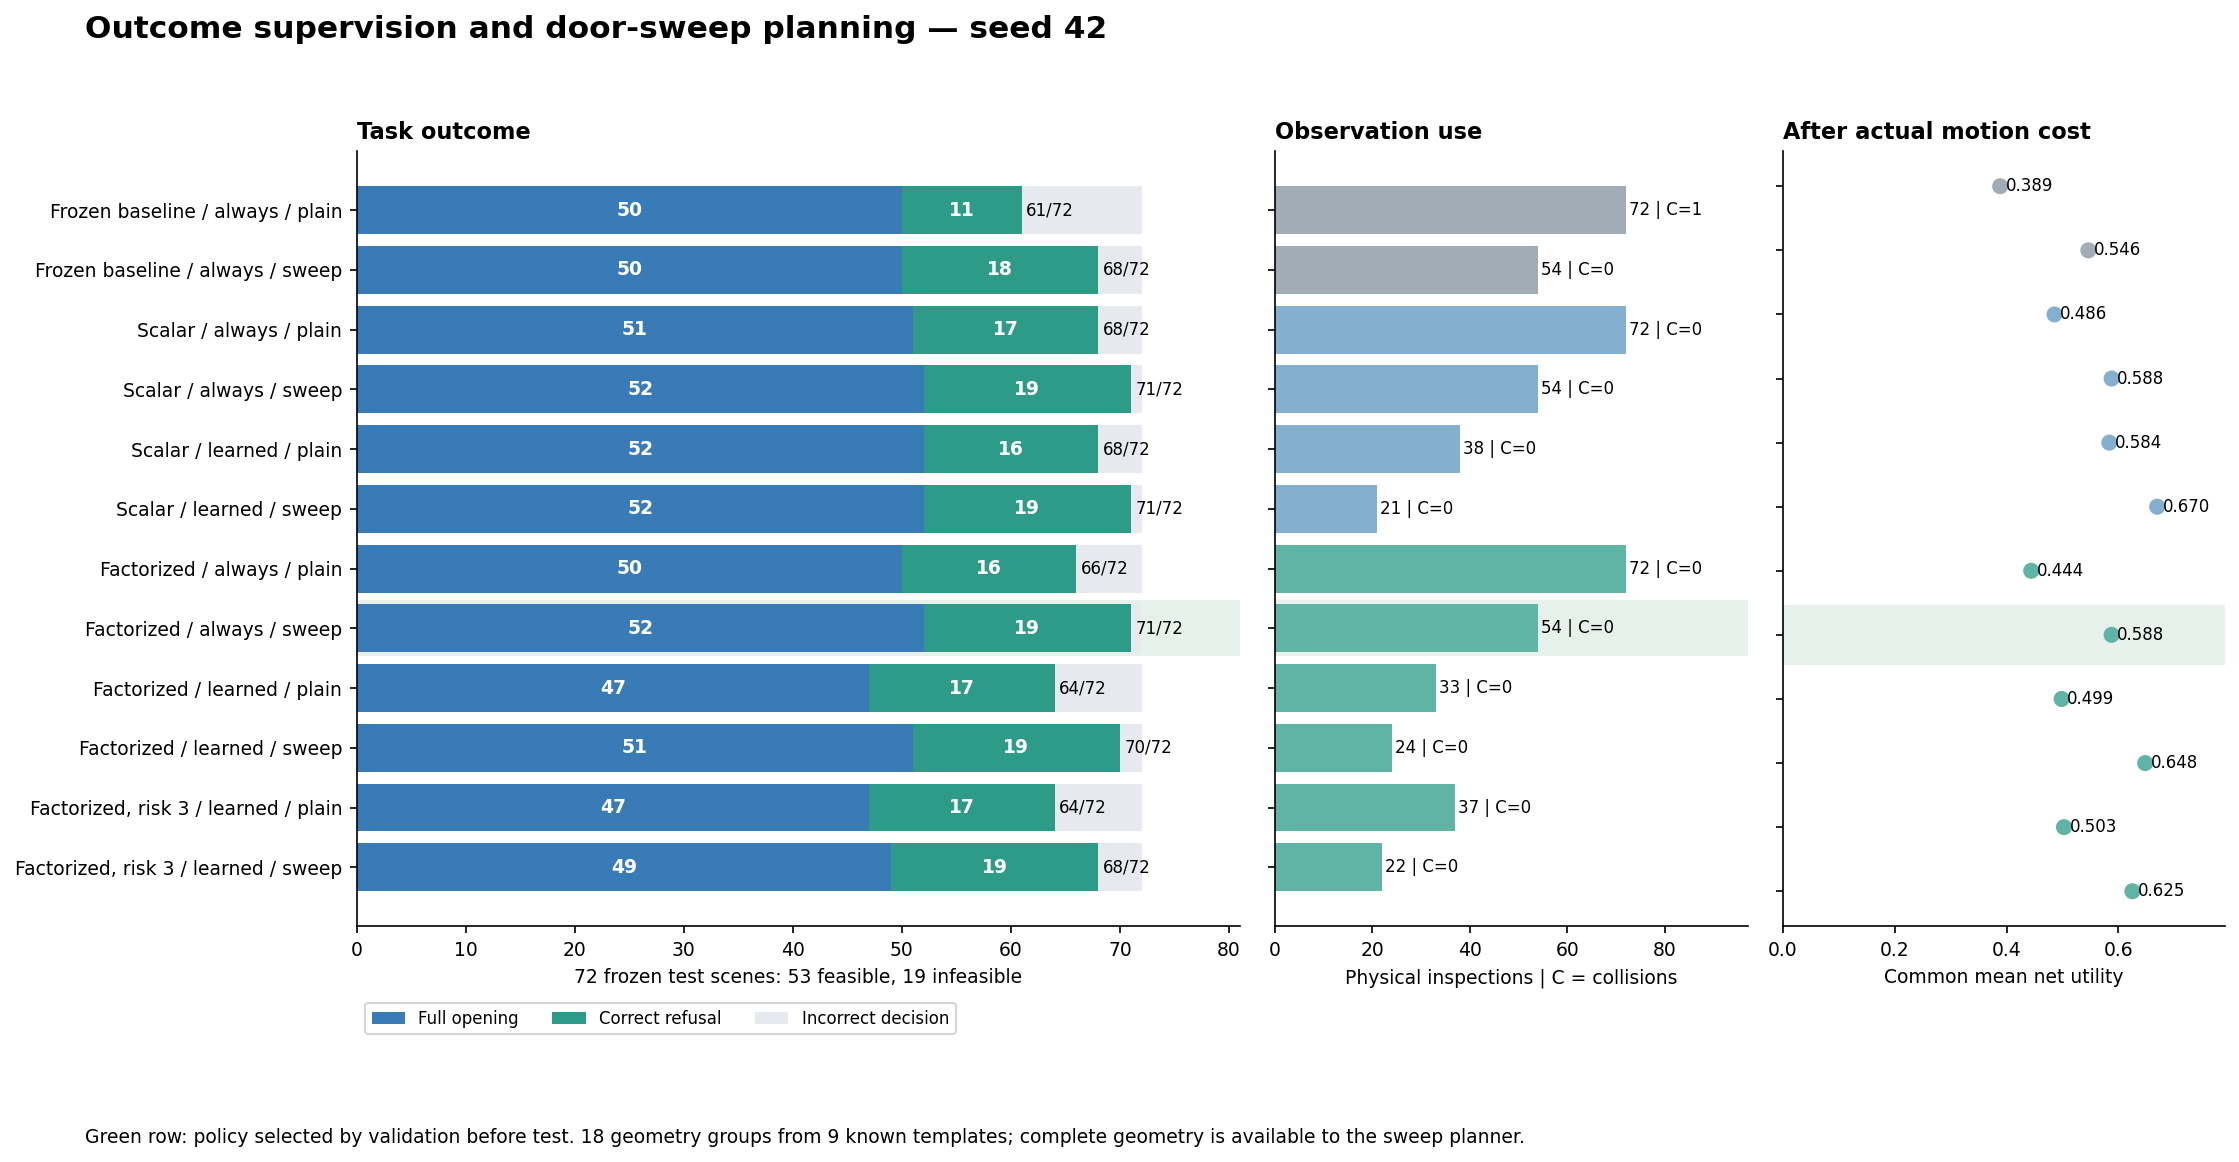 Outcome supervision and door-sweep planning — seed 42
Task outcome
Observation use
After actual motion cost
Frozen baseline / always / plain 50 11 61/72 72 | C=1 0.389
Frozen baseline / always / sweep 50 18 68/72 54 | C=0 0.546
Scalar / always / plain 51 17 68/72 72 | C=0 0.486
Scalar / always / sweep 52 19 71/72 54 | C=0 0.588
Scalar / learned / plain 52 16 68/72 38 | C=0 0.584
Scalar / learned / sweep 52 19 71/72 21 | C=0 0.670
Factorized / always / plain 50 16 66/72 72 | C=0 0.444
Factorized / always / sweep 52 19 71/72 54 | C=0 0.588
Factorized / learned / plain 47 17 64/72 33 | C=0 0.499
Factorized / learned / sweep 51 19 70/72 24 | C=0 0.648
Factorized, risk 3 / learned / plain 47 17 64/72 37 | C=0 0.503
Factorized, risk 3 / learned / sweep 49 19 68/72 22 | C=0 0.625
0 10 20 30 40 50 60 70 80
0 20 40 60 80
0.0 0.2 0.4 0.6
72 frozen test scenes: 53 feasible, 19 infeasible
Physical inspections | C = collisions
Common mean net utility
Full opening Correct refusal Incorrect decision
Green row: policy selected by validation before test. 18 geometry groups from 9 known templates; complete geometry is available to the sweep planner.